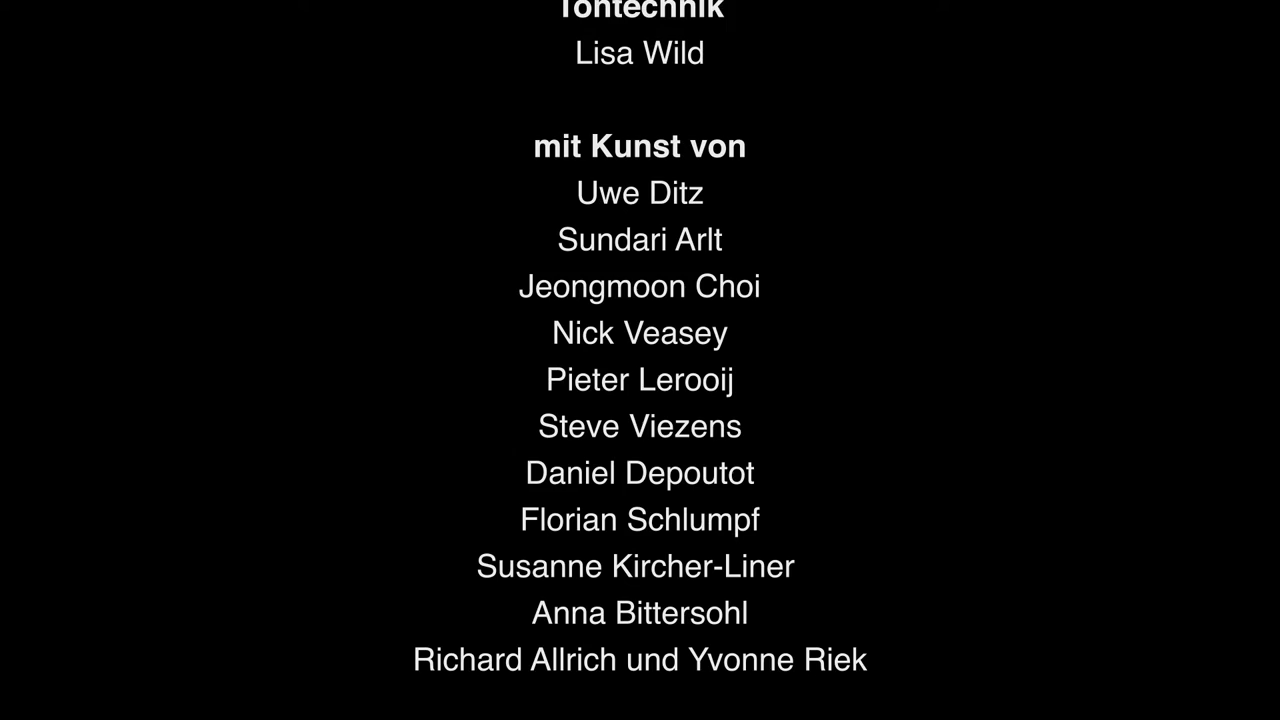 Tontechnik
Lisa Wild
mit Kunst von
Uwe Ditz
Sundari Arlt
Jeongmoon Choi
Nick Veasey
Pieter Lerooij
Steve Viezens
Daniel Depoutot
Florian Schlumpf
Susanne Kircher-Liner
Anna Bittersohl
Richard Allrich und Yvonne Riek